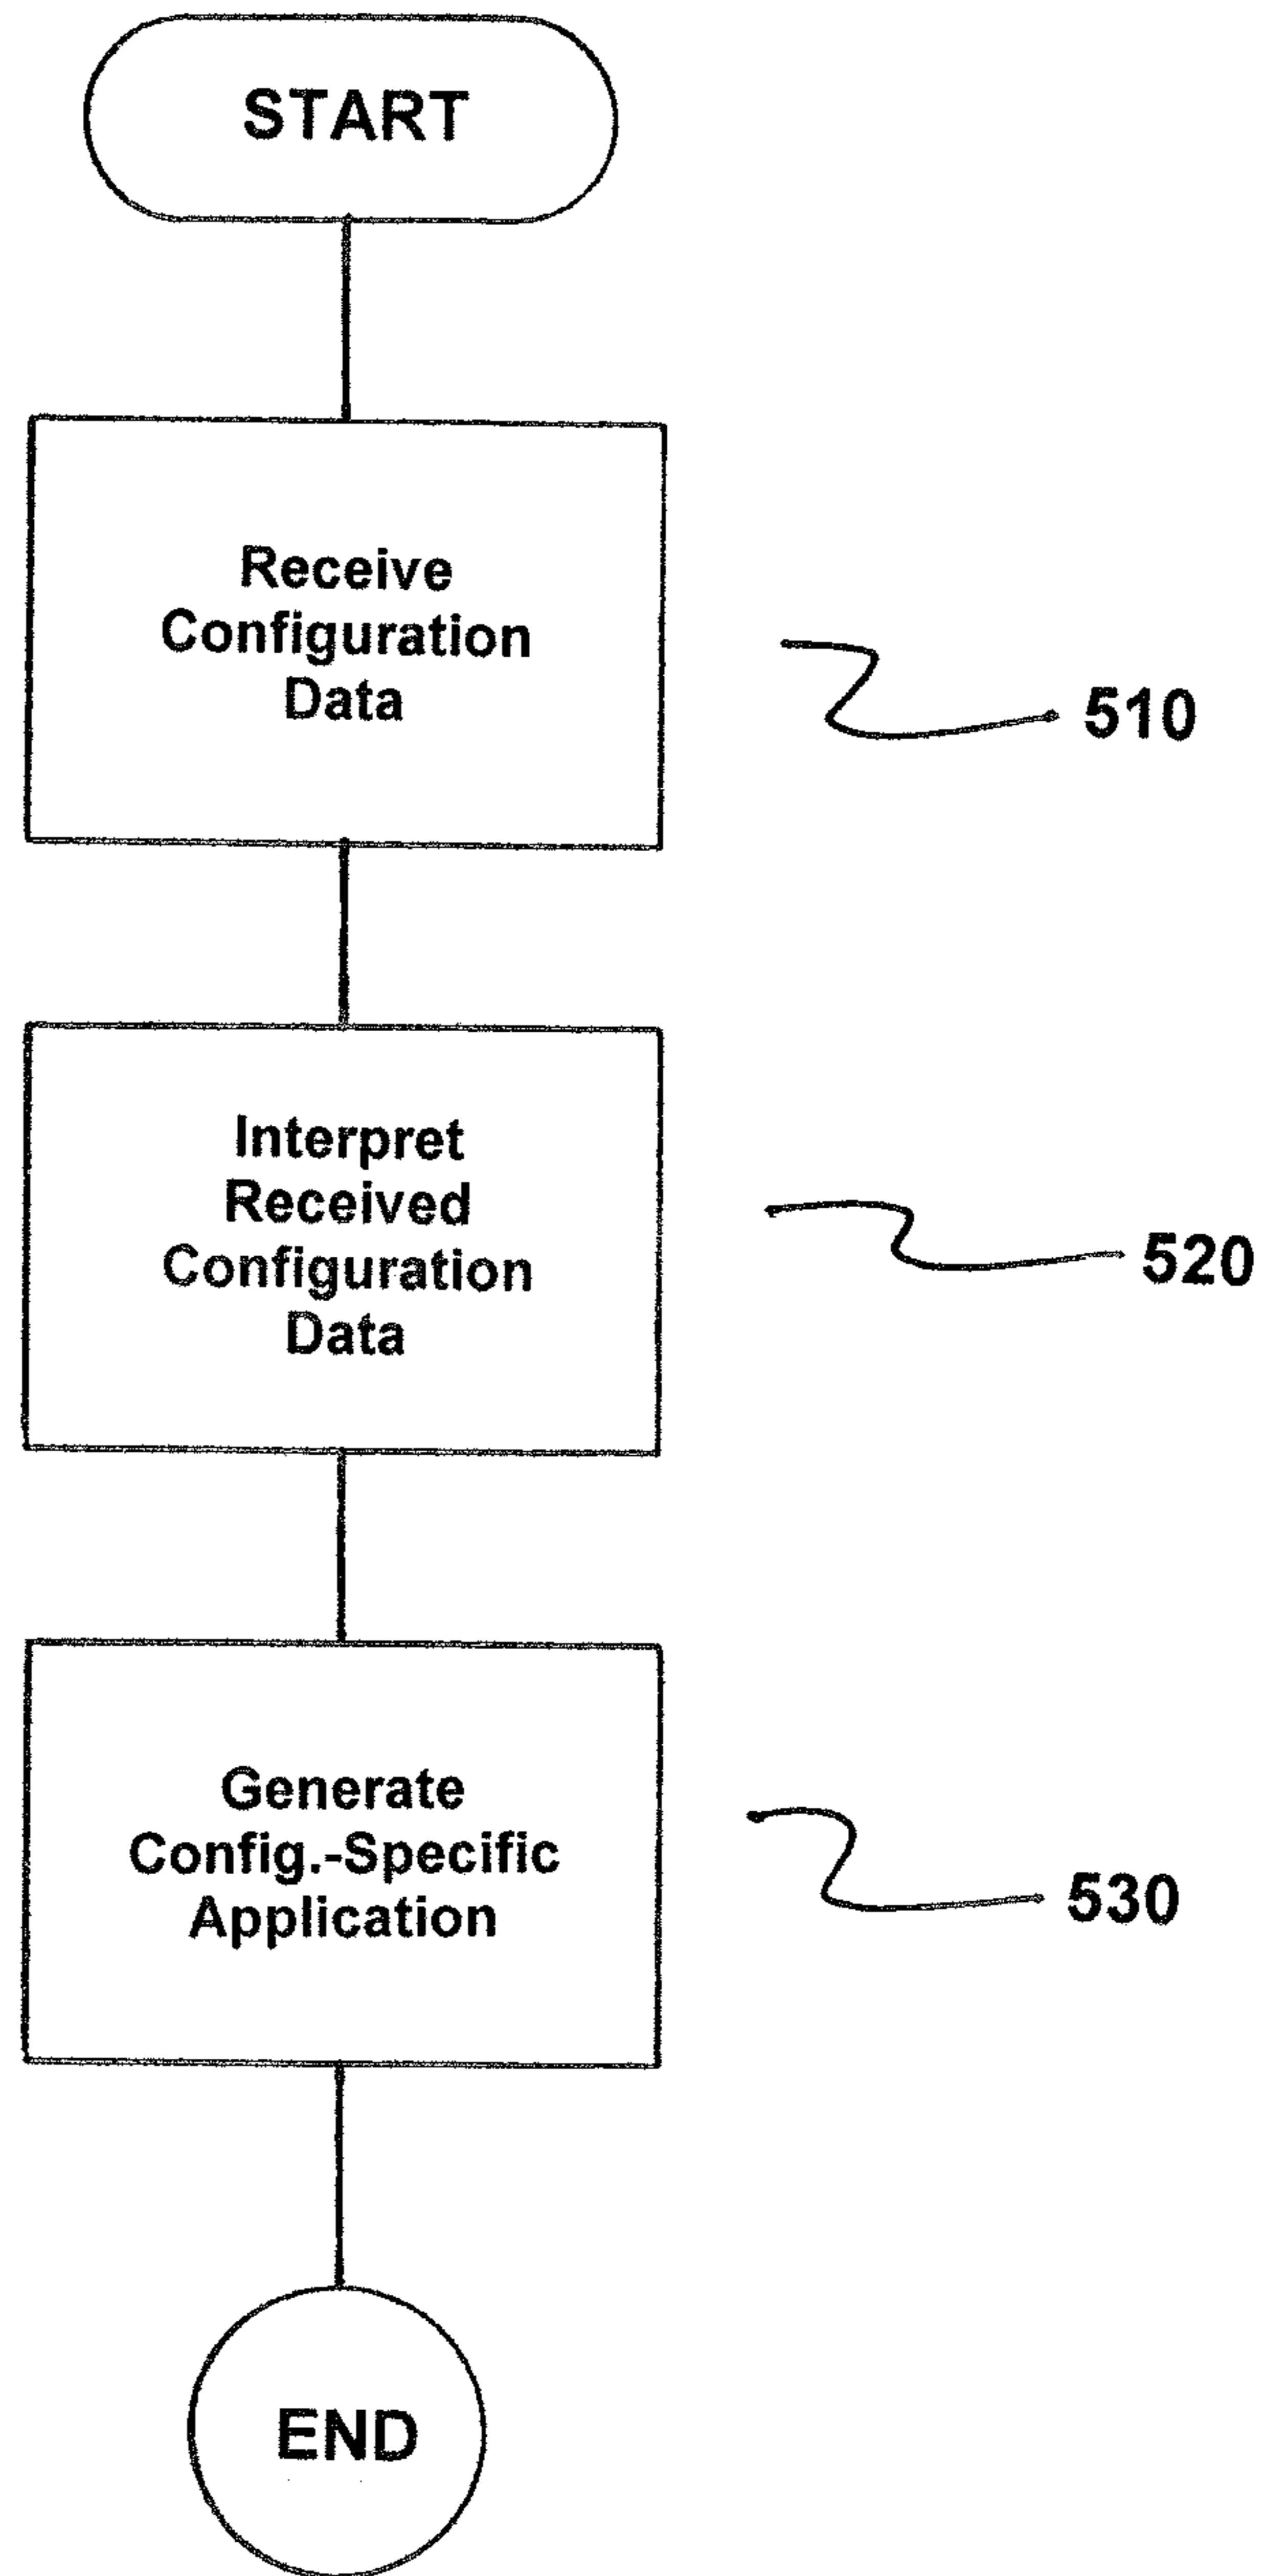 START
Receive
Configuration
Data
510
Interpret
Received
Configuration
Data
520
Generate
Config.-Specific
Application
530
END